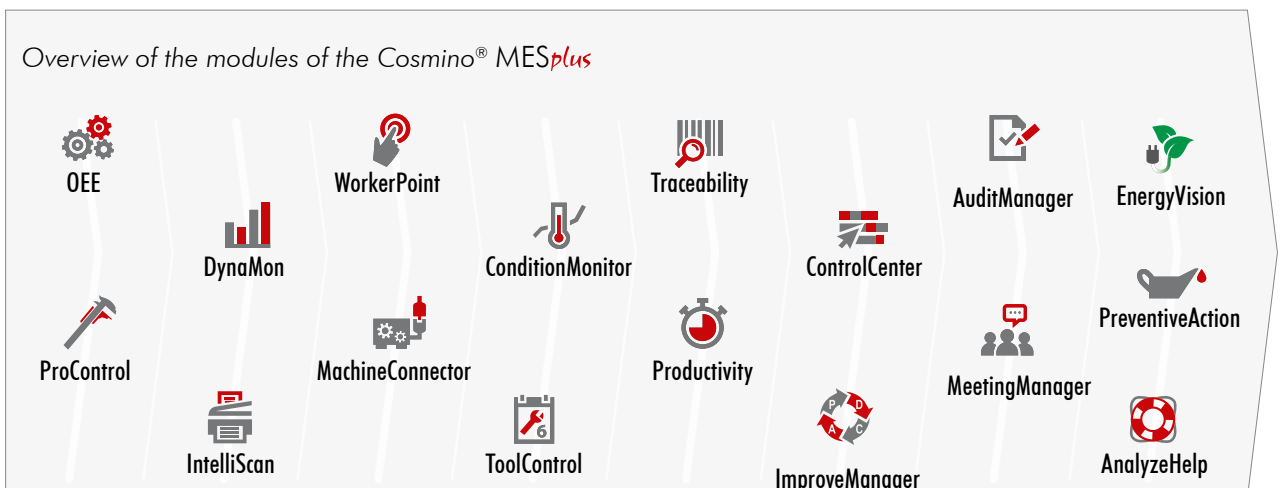 Overview of the modules of the Cosmino® MESplus
OEE
WorkerPoint
Traceability
AuditManager
EnergyVision
DynaMon
ConditionMonitor
ControlCenter
PreventiveAction
ProControl
MachineConnector
Productivity
MeetingManager
6
P
D
A
C
IntelliScan
ToolControl
ImproveManager
AnalyzeHelp